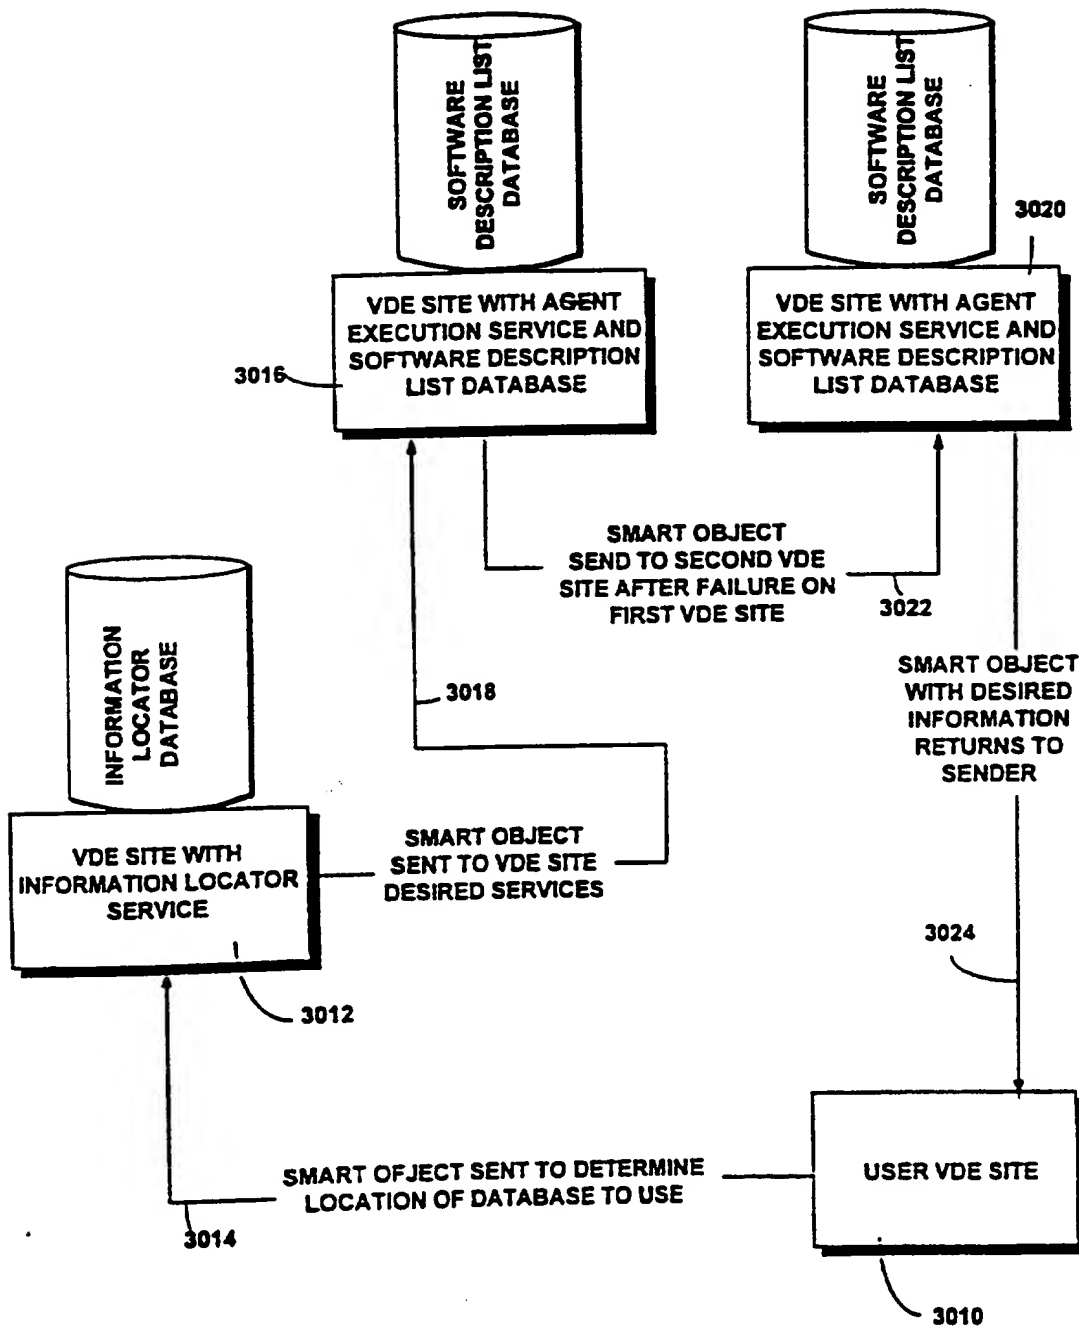 SOFTWARE
DESCRIPTION LIST
DATABASE
SOFTWARE
DESCRIPTION LIST
DATABASE
3020
VDE SITE WITH AGENT
EXECUTION SERVICE AND
SOFTWARE DESCRIPTION
LIST DATABASE
3016
VDE SITE WITH AGENT
EXECUTION SERVICE AND
SOFTWARE DESCRIPTION
LIST DATABASE
SMART OBJECT
SEND TO SECOND VDE
SITE AFTER FAILURE ON
FIRST VDE SITE
3022
INFORMATION
LOCATOR
DATABASE
3018
SMART OBJECT
WITH DESIRED
INFORMATION
RETURNS TO
SENDER
VDE SITE WITH
INFORMATION LOCATOR
SERVICE
SMART OBJECT
SENT TO VDE SITE
DESIRED SERVICES
3024
3012
SMART OFJECT SENT TO DETERMINE
LOCATION OF DATABASE TO USE
USER VDE SITE
3014
3010